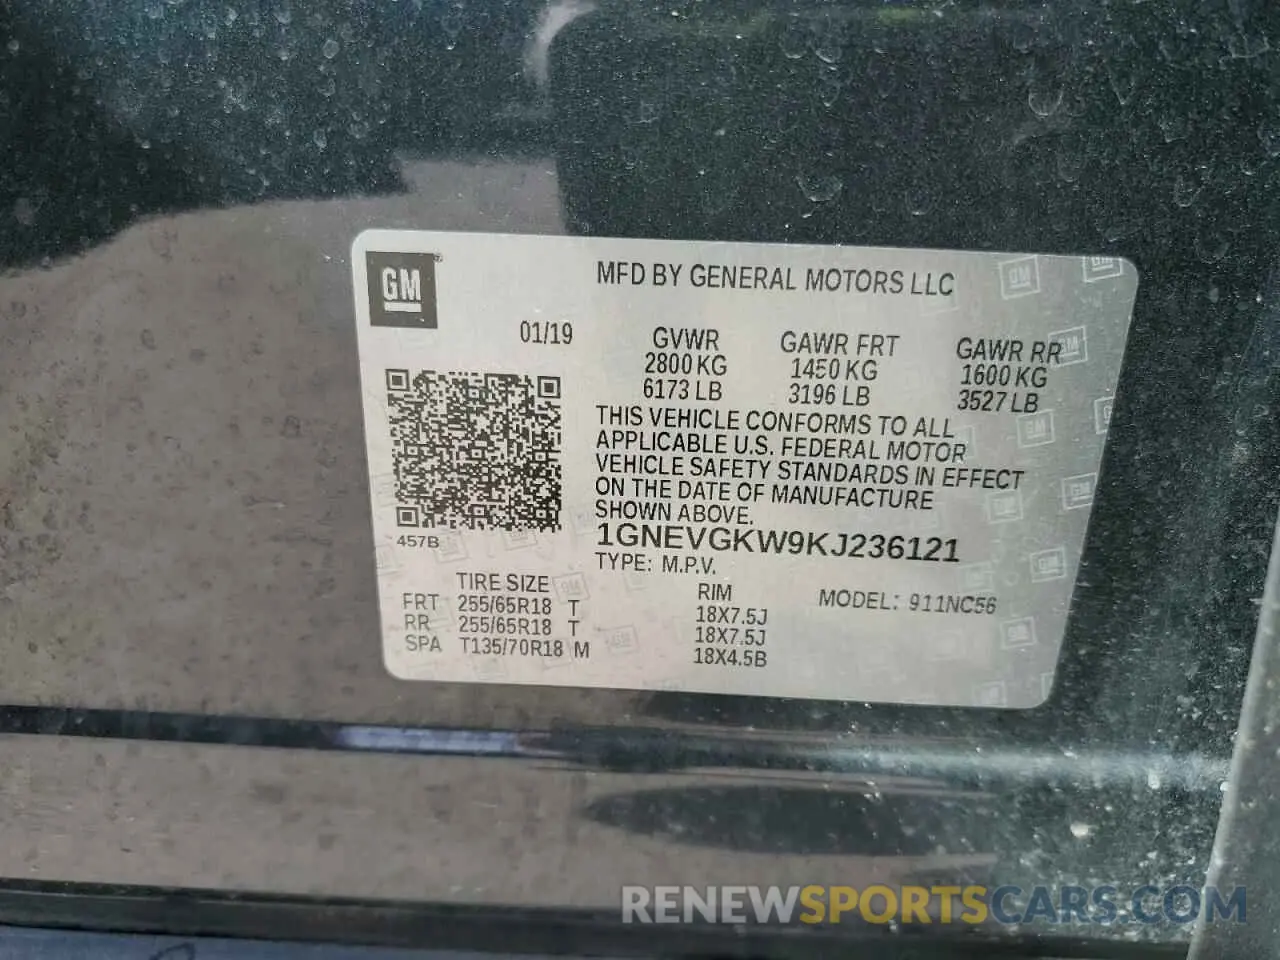 GM
MFD BY GENERAL MOTORS LLC
01/19
GVWR GAWR FRT GAWR RR
2800 KG 1450 KG 1600 KG
6173 LB 3196 LB 3527 LB
THIS VEHICLE CONFORMS TO ALL
APPLICABLE U.S. FEDERAL MOTOR
VEHICLE SAFETY STANDARDS IN EFFECT
ON THE DATE OF MANUFACTURE
SHOWN ABOVE.
457B
1GNEVGKW9KJ236121
TYPE: M.P.V.
TIRE SIZE RIM MODEL: 911NC56
FRT 255/65R18 T 18X7.5J
RR 255/65R18 T 18X7.5J
SPA T135/70R18 M 18X4.5B
RENEWSPORTSCARS.COM